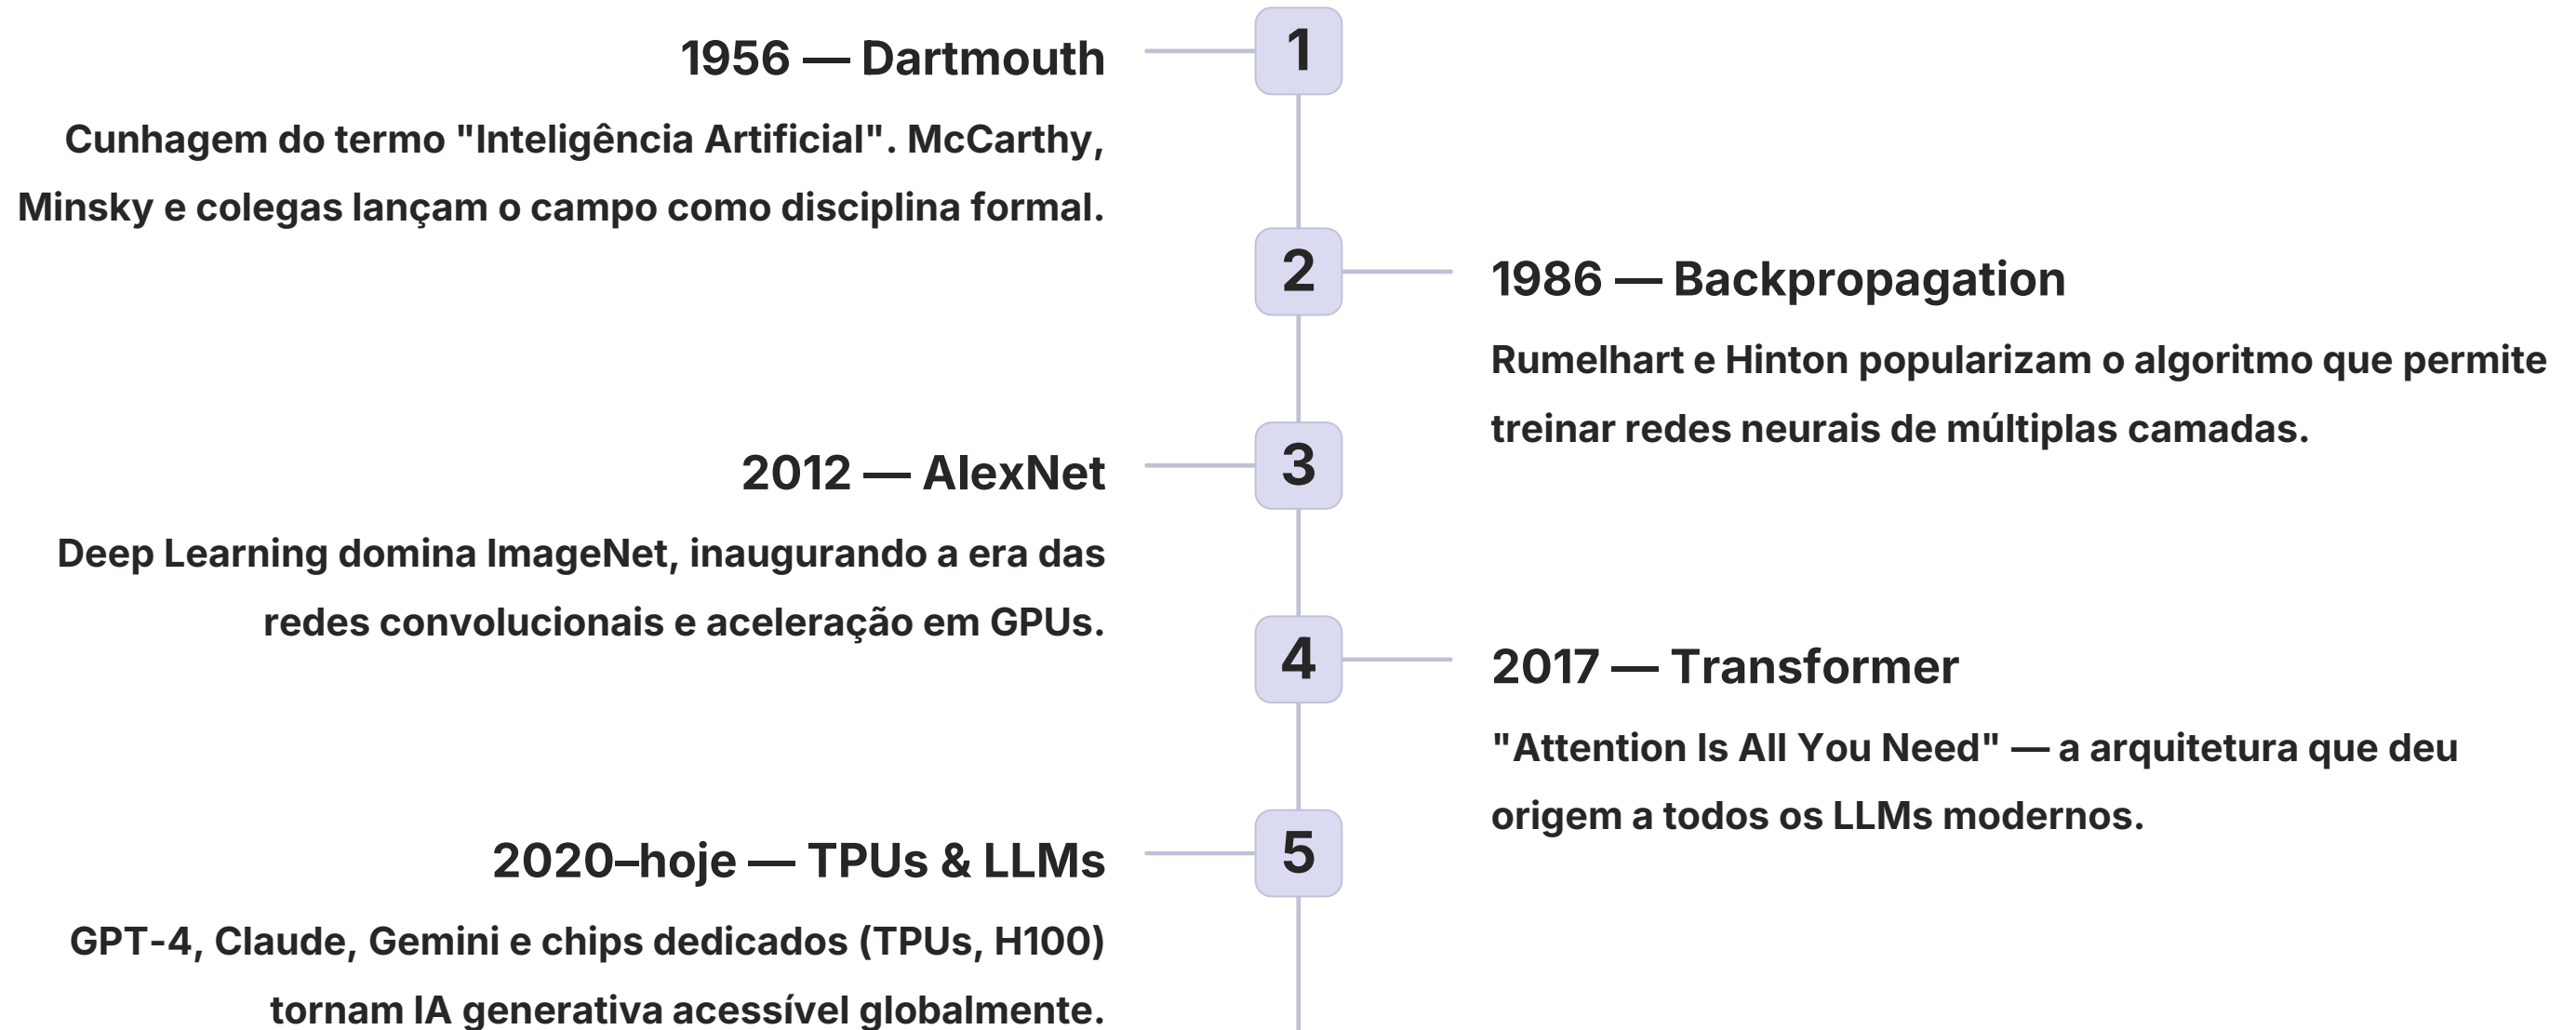 1
1956 — Dartmouth
Cunhagem do termo "Inteligência Artificial". McCarthy,
Minsky e colegas lançam o campo como disciplina formal.
2
1986 — Backpropagation
Rumelhart e Hinton popularizam o algoritmo que permite
treinar redes neurais de múltiplas camadas.
3
2012 — AlexNet
Deep Learning domina ImageNet, inaugurando a era das
redes convolucionais e aceleração em GPUs.
4
2017 — Transformer
"Attention Is All You Need" — a arquitetura que deu
origem a todos os LLMs modernos.
5
2020–hoje — TPUs & LLMs
GPT-4, Claude, Gemini e chips dedicados (TPUs, H100)
tornam IA generativa acessível globalmente.